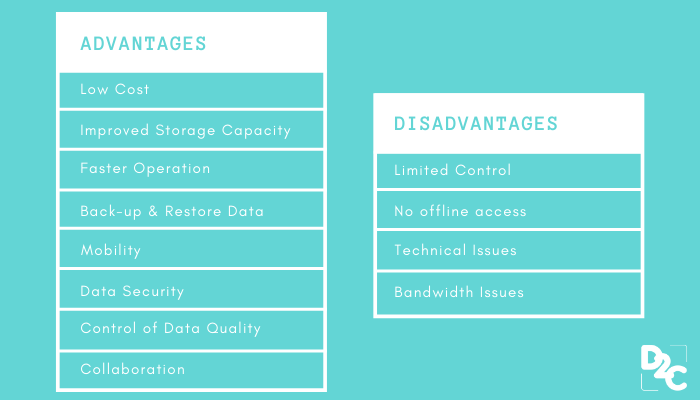 ADVANTAGES
Low Cost
Improved Storage Capacity
Faster Operation
Back-up & Restore Data
Mobility
Data Security
Control of Data Quality
Collaboration
DISADVANTAGES
Limited Control
No offline access
Technical Issues
Bandwidth Issues
D2C